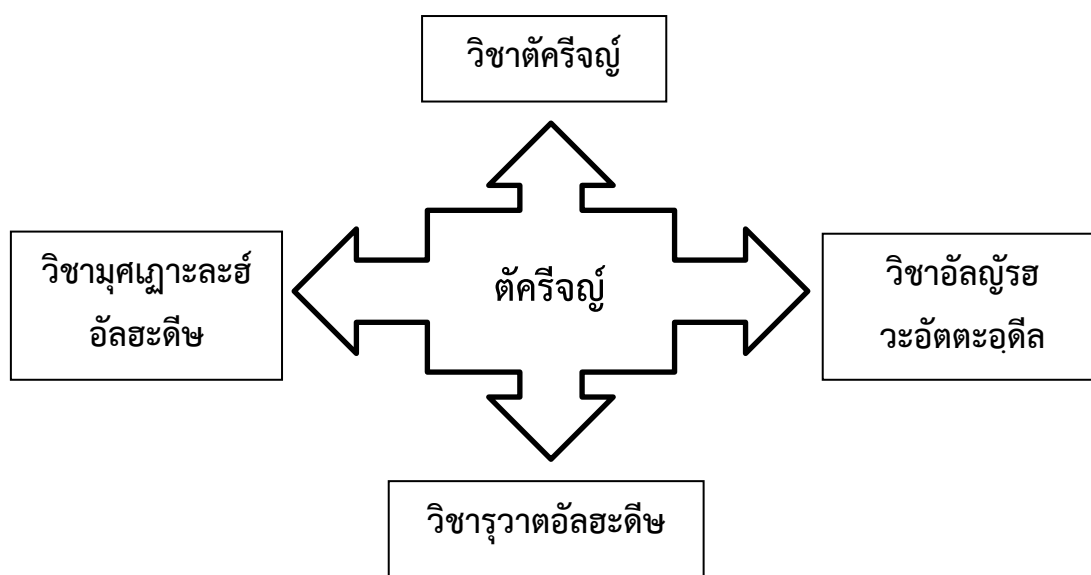 วิชาตัครีจญ์
วิชามุศเฏาะละฮ์
อัลฮะดีษ
ตัครีจญ์
วิชาอัลญัรฮ
วะอัตตะอฺดีล
วิชารุวาตอัลฮะดีษ